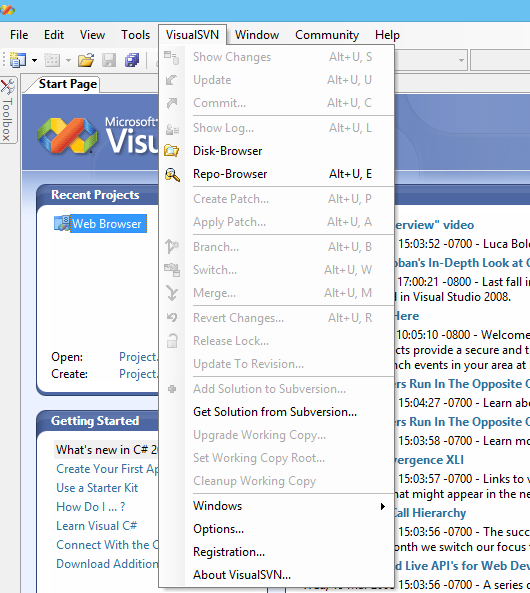 File Edit View Tools VisualSVN Window Community Help
Toolbox
Start Page
Microsoft
Visu
Recent Projects
Web Browser
Open: Project.
Create: Project.
Getting Started
What's new in C# 20
Create Your First Ap
Use a Starter Kit
How Do I ... ?
Learn Visual C#
Connect With the C
Download Addition
Show Changes Alt+U, S
Update Alt+U, U
Commit... Alt+U, C
Show Log... Alt+U, L
Disk-Browser
Repo-Browser Alt+U, E
Create Patch... Alt+U, P
Apply Patch... Alt+U, A
Branch... Alt+U, B
Switch... Alt+U, W
Merge... Alt+U, M
Revert Changes... Alt+U, R
Release Lock...
Update To Revision...
Add Solution to Subversion...
Get Solution from Subversion...
Upgrade Working Copy...
Set Working Copy Root...
Cleanup Working Copy
Windows
Options...
Registration...
About VisualSVN...
erview" video
15:03:52 -0700 - Luca Bolo
oban's In-Depth Look at C
17:00:21 -0800 - Last fall in
d in Visual Studio 2008.
Here
10:05:10 -0800 - Welcome
cts provide a secure and t
nch events in your area at
ers Run In The Opposite C
15:04:27 -0700 - Learn abo
ers Run In The Opposite C
15:03:58 -0700 - Learn mo
vergence XLI
15:03:57 -0700 - Links to v
hat might appear in the ne
Call Hierarchy
15:03:56 -0700 - The succ
onth we switch our focus
d Live API's for Web Dev
15:03:56 -0700 - A series